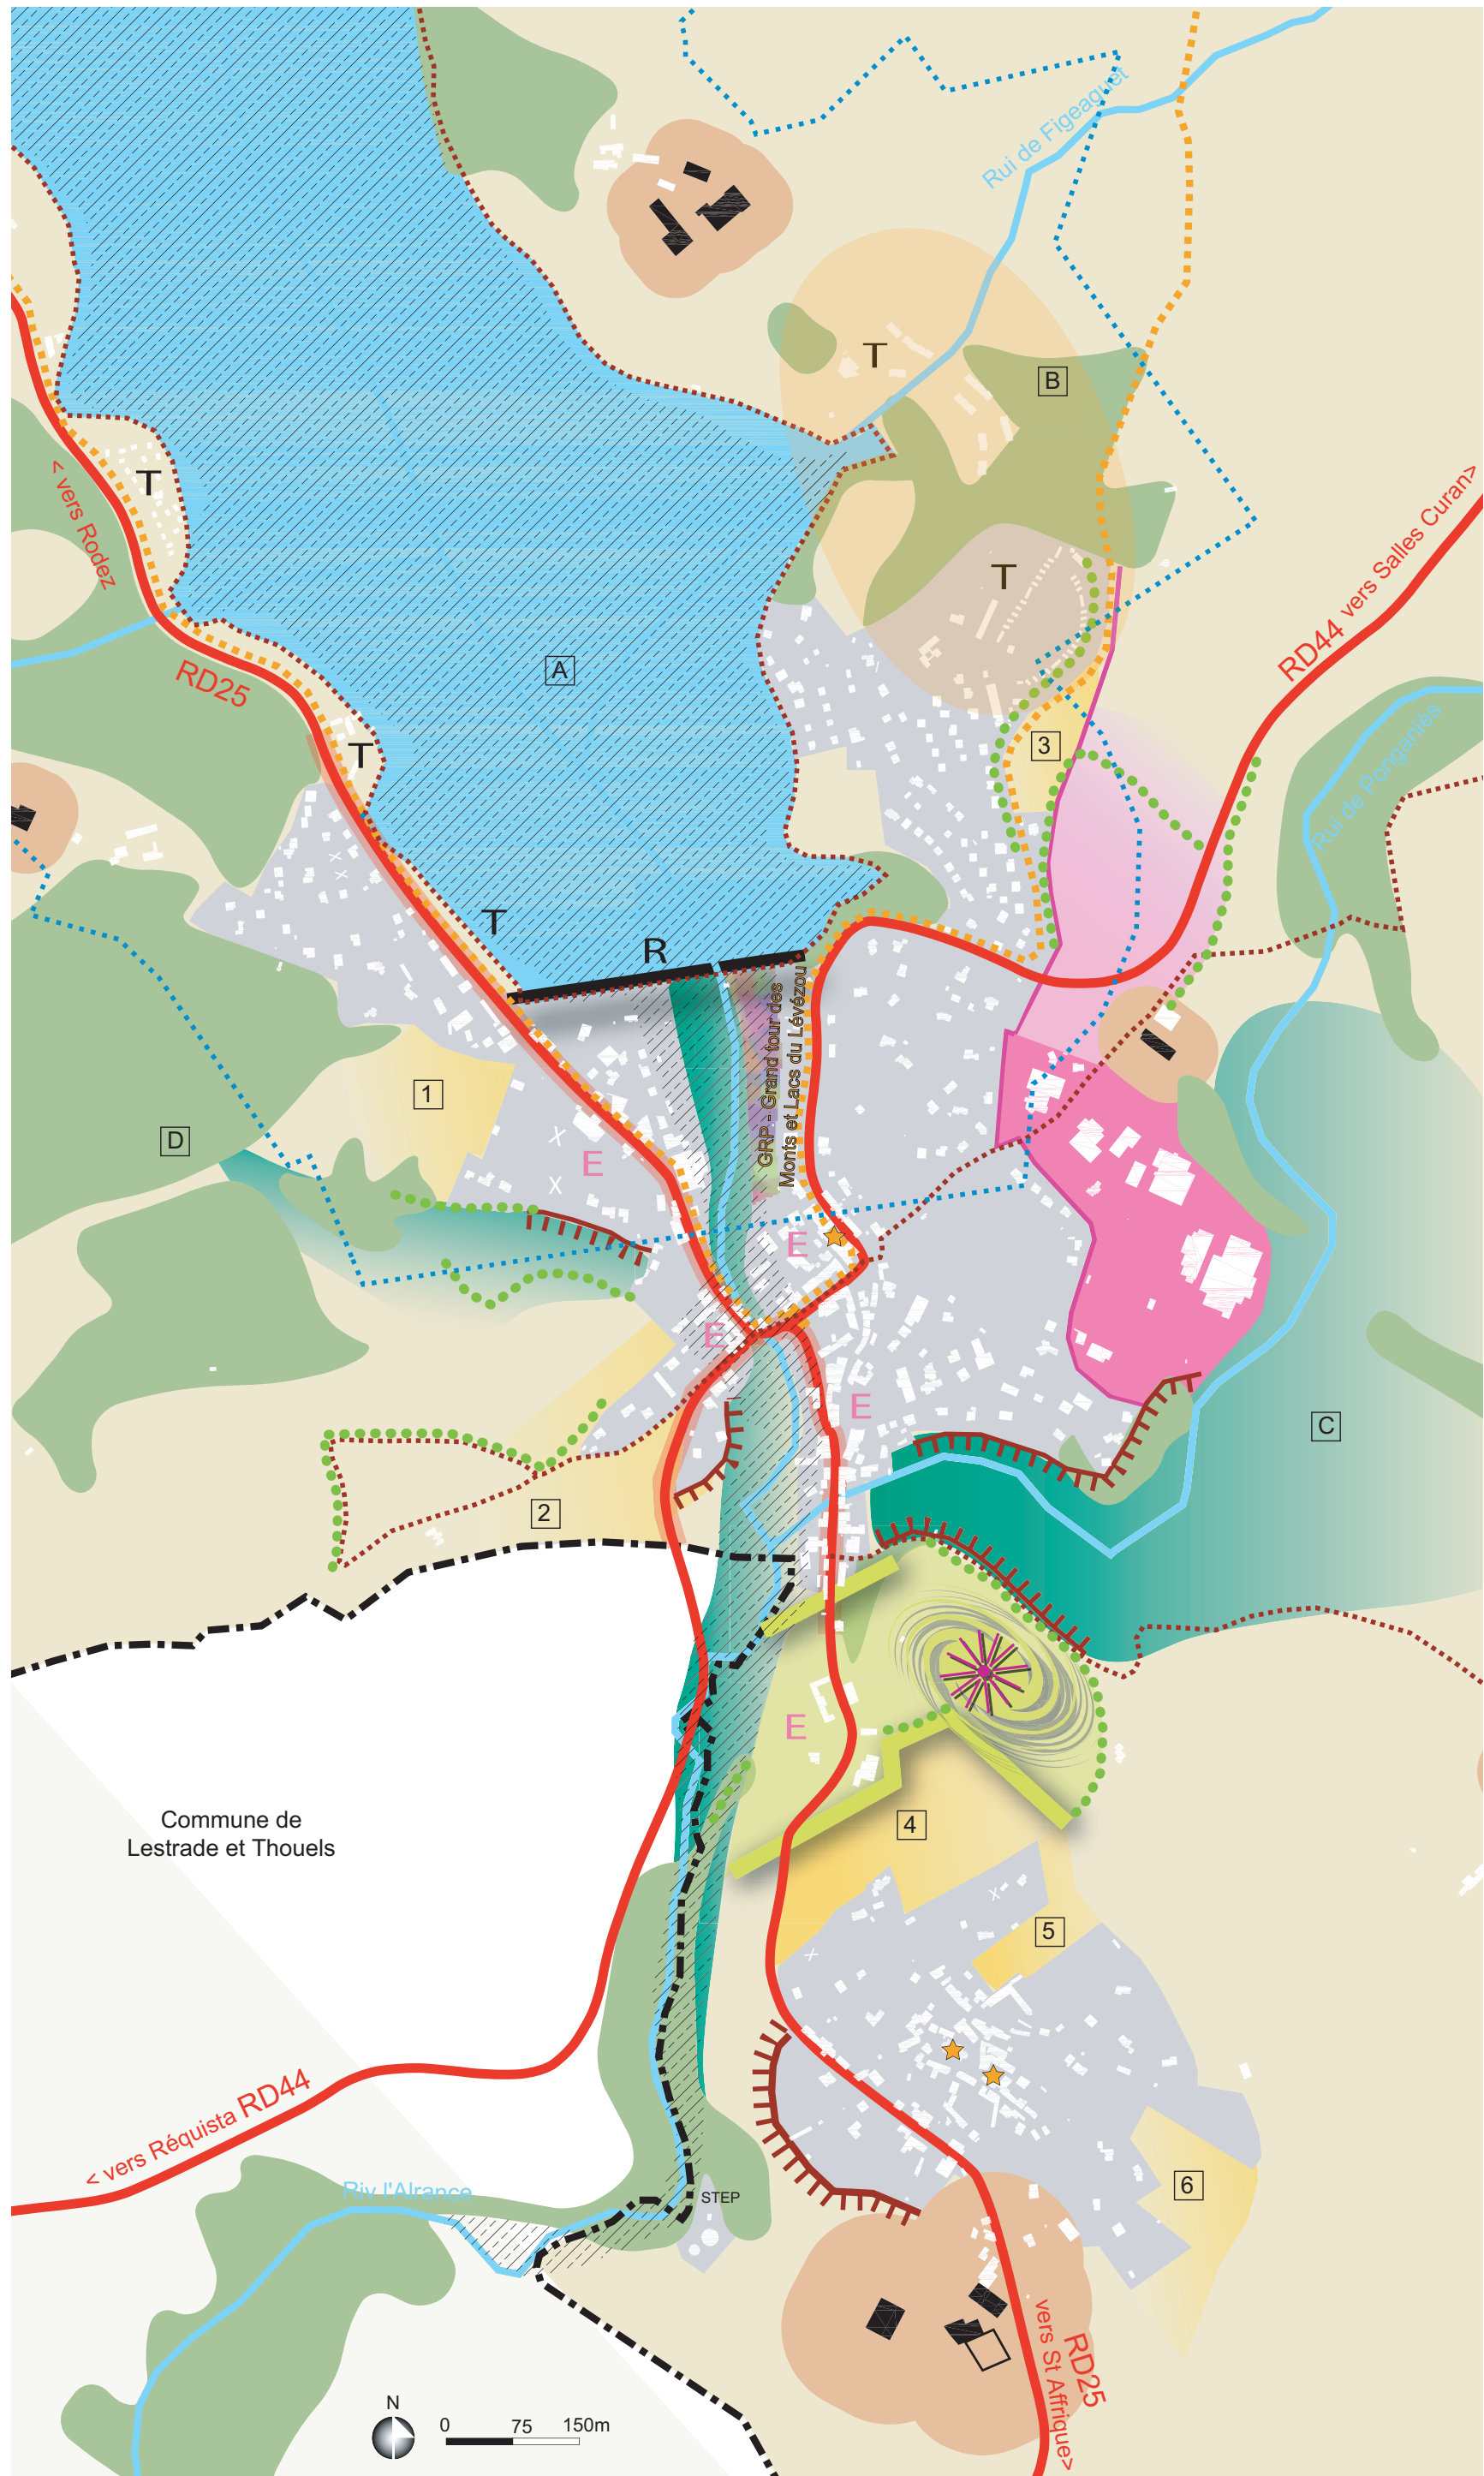 Rui de Figeaguet
T
B
< vers Rodez
T
T
RD44 vers Salles Curan>
A
RD25
Rui de Ponganiès
T
3
T
R
GRP - Grand tour des
Monts et Lacs du Lévézou
1
D
E
E
E
E
C
2
E
Commune de
Lestrade et Thouels
4
5
< vers Réquista RD44
6
Riv l'Alrance
STEP
RD25
vers St Affrique>
N
0 75 150m